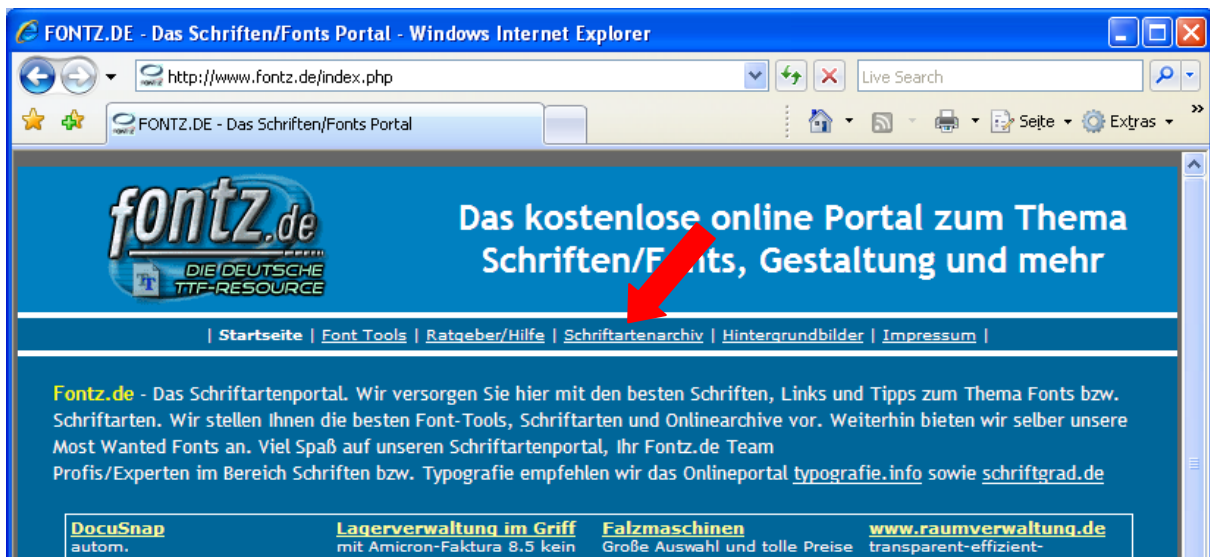 FONTZ.DE - Das Schriften/Fonts Portal - Windows Internet Explorer
http://www.fontz.de/index.php
Live Search
FONTZ.DE - Das Schriften/Fonts Portal
Seite
Extras
»
fontz.de
DIE DEUTSCHE
TTF-RESOURCE
Das kostenlose online Portal zum Thema
Schriften/Fonts, Gestaltung und mehr
| Startseite | Font Tools | Ratgeber/Hilfe | Schriftartenarchiv | Hintergrundbilder | Impressum |
Fontz.de - Das Schriftartenportal. Wir versorgen Sie hier mit den besten Schriften, Links und Tipps zum Thema Fonts bzw.
Schriftarten. Wir stellen Ihnen die besten Font-Tools, Schriftarten und Onlinearchive vor. Weiterhin bieten wir selber unsere
Most Wanted Fonts an. Viel Spaß auf unseren Schriftartenportal, Ihr Fontz.de Team
Profis/Experten im Bereich Schriften bzw. Typografie empfehlen wir das Onlineportal typografie.info sowie schriftgrad.de
DocuSnap
autom.
Lagerverwaltung im Griff
mit Amicron-Faktura 8.5 kein
Falzmaschinen
Große Auswahl und tolle Preise
www.raumverwaltung.de
transparent-effizient-